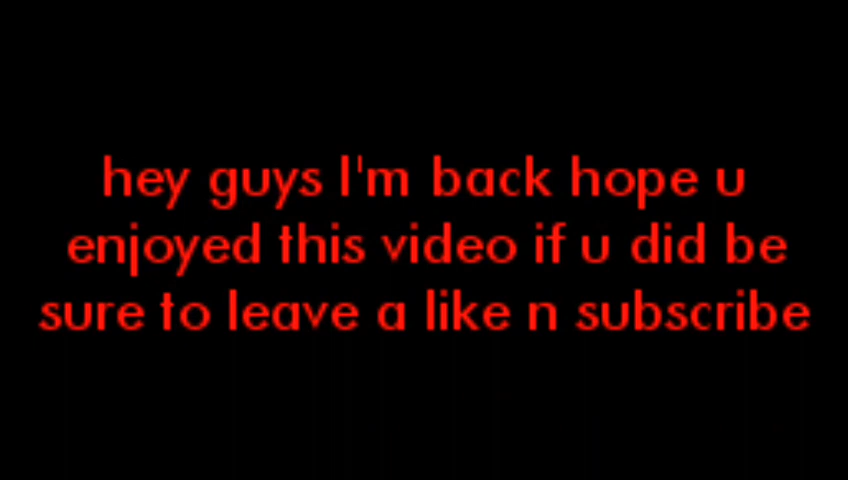 hey guys I'm back hope u
enjoyed this video if u did be
sure to leave a like n subscribe